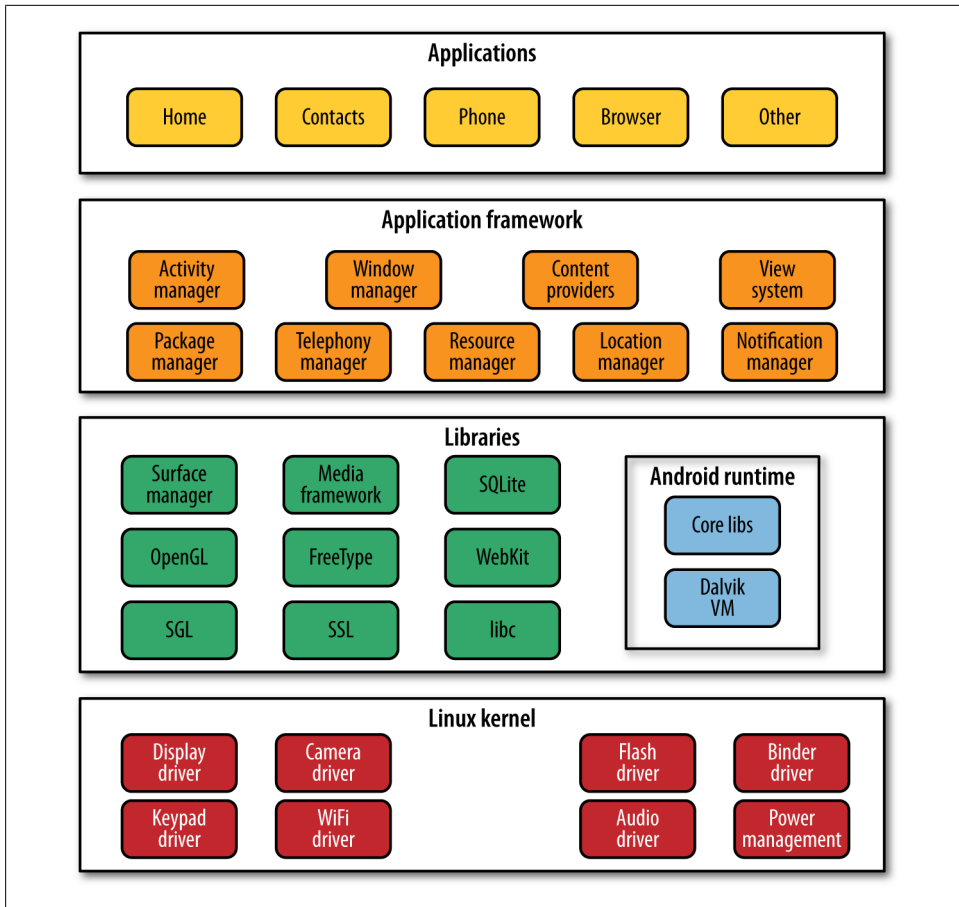 Applications
Home
Contacts
Phone
Browser
Other
Application framework
Activity
manager
Window
manager
Content
providers
View
system
Package
manager
Telephony
manager
Resource
manager
Location
manager
Notification
manager
Libraries
Surface
manager
Media
framework
SQLite
OpenGL
FreeType
WebKit
SGL
SSL
libc
Android runtime
Core libs
Dalvik
VM
Linux kernel
Display
driver
Camera
driver
Flash
driver
Binder
driver
Keypad
driver
WiFi
driver
Audio
driver
Power
management